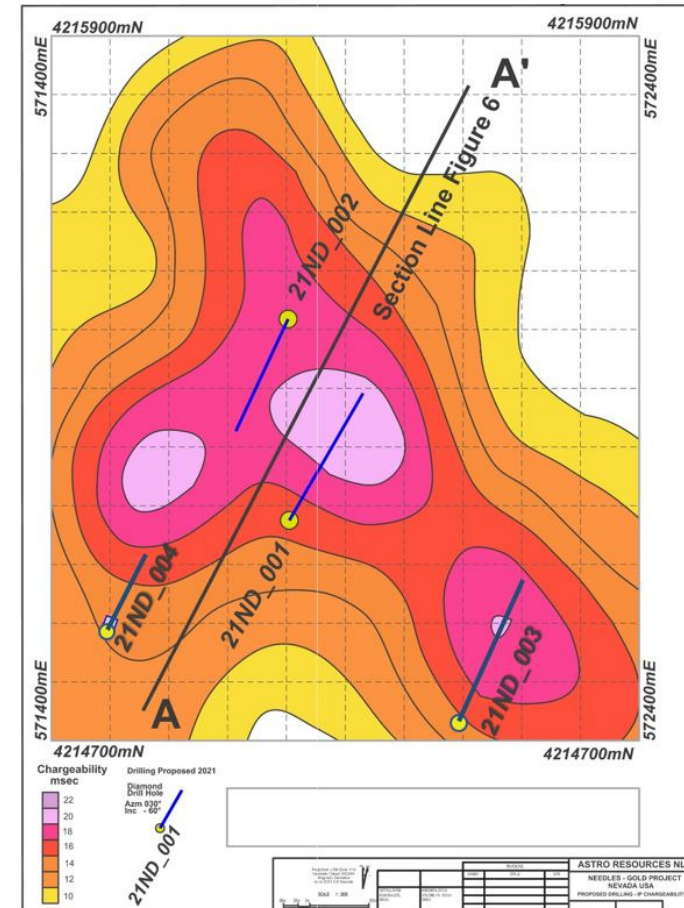 4215900mN
4215900mN
571400mE
572400mE
A'
Section Line Figure 6
21ND_002
21ND_001
21ND_004
21ND_003
A
571400mE
572400mE
4214700mN
4214700mN
Chargeability
msec
22
20
18
16
14
12
10
Drilling Proposed 2021
Diamond
Drill Hole
Azm 030°
Inc - 60°
21ND_001
ASTRO RESOURCES NL
NEEDLES - GOLD PROJECT
NEVADA USA
PROPOSED DRILLING - IP CHARGEABILITY